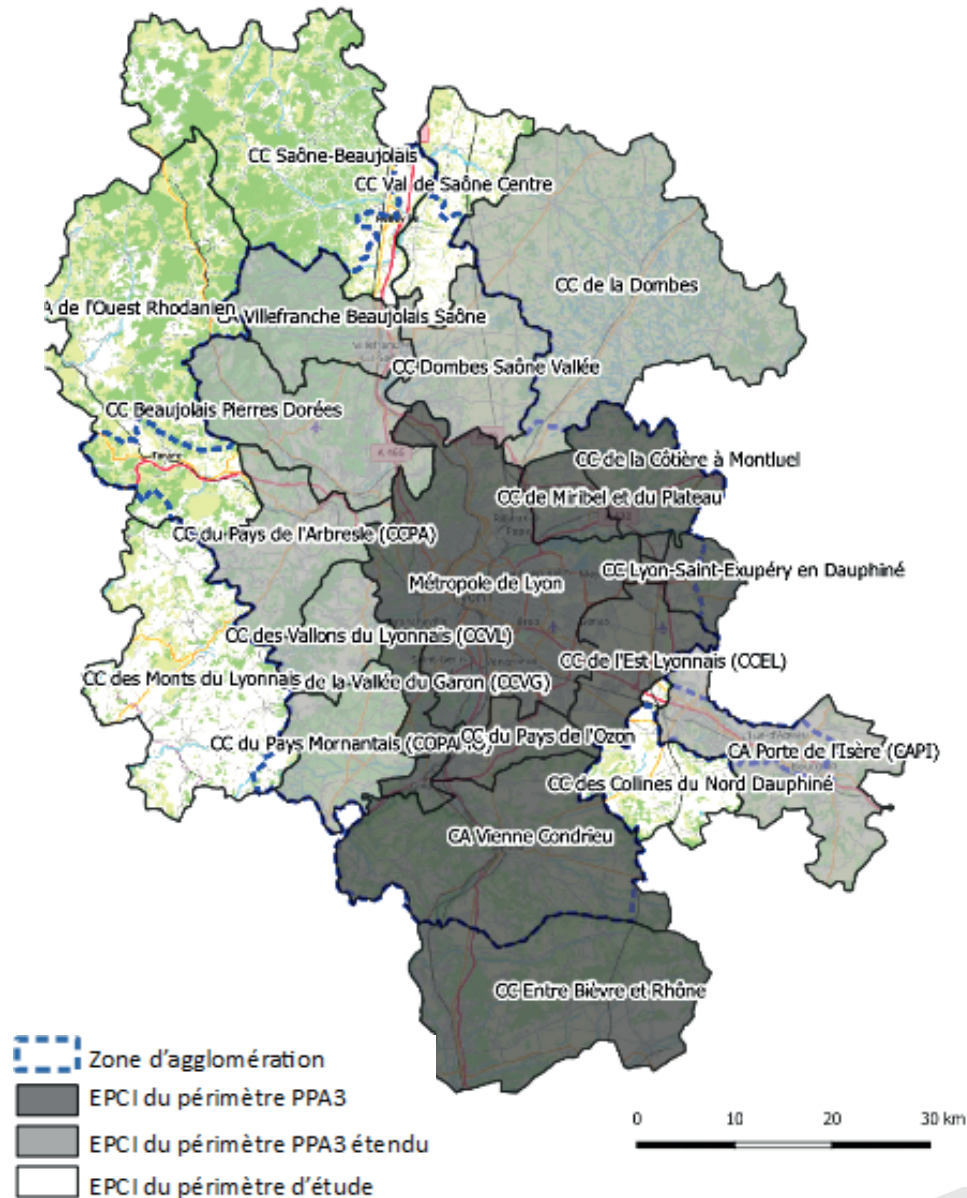 CC Saône-Beaujolais
CC Val de Saône Centre
CC de la Dombes
A de l'Ouest Rhodanien
CA Villefranche Beaujolais Saône
CC Dombes Saône Vallée
CC Beaujolais Pierres Dorées
Tarare
A 466
CC de la Côtière à Montluel
CC de Miribel et du Plateau
CC du Pays de l'Arbresle (CCPA)
Métropole de Lyon
CC Lyon-Saint-Exupéry en Dauphiné
CC des Vallons du Lyonnais (CCVL)
CC de l'Est Lyonnais (CCEL)
CC des Monts du Lyonnais
de la Vallée du Garon (CCVG)
CC du Pays de l'Ozon
CC du Pays Mornantais
CA Porte de l'Isère (CAPI)
CC des Collines du Nord Dauphiné
CA Vienne Condrieu
CC Entre Bièvre et Rhône
Zone d'agglomération
EPCI du périmètre PPA3
EPCI du périmètre PPA3 étendu
EPCI du périmètre d'étude
0 10 20 30 km